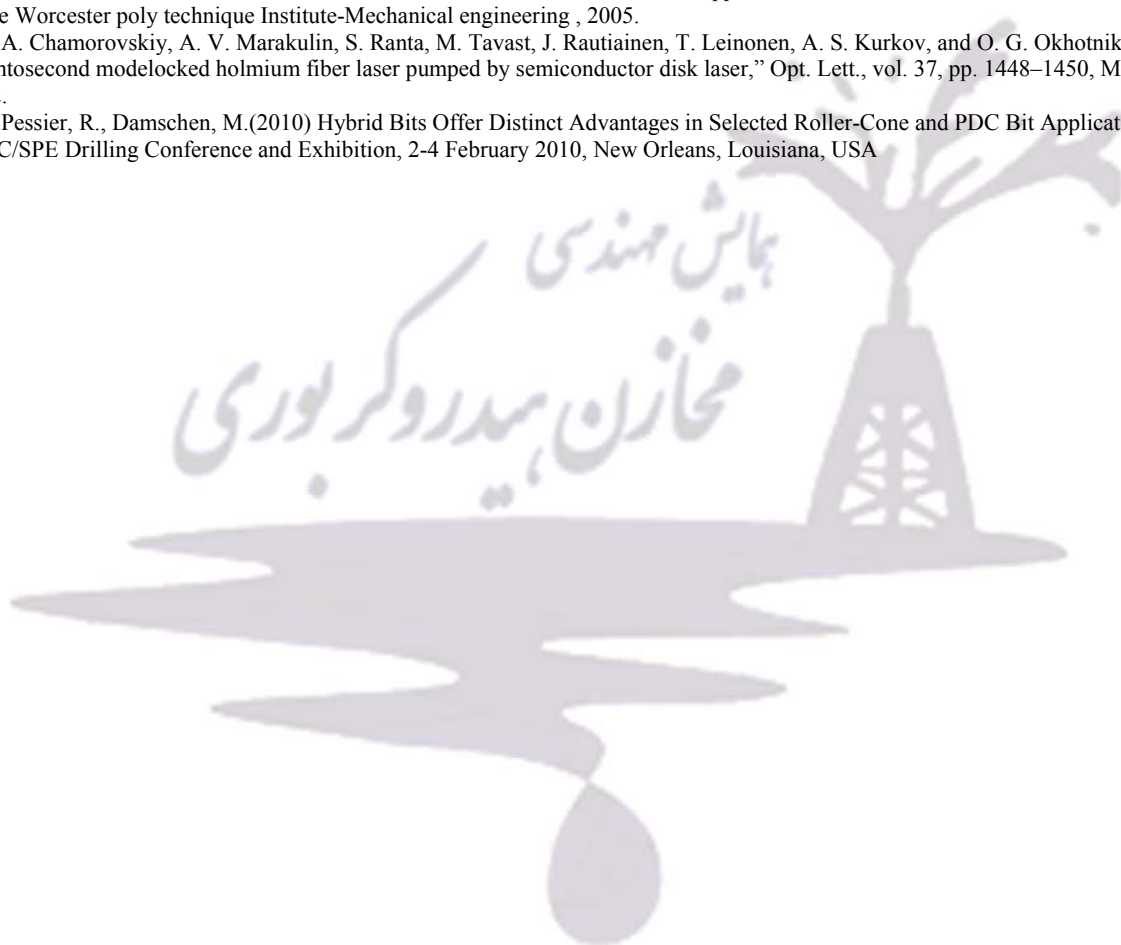 e Worcester poly technique Institute-Mechanical engineering , 2005.
A. Chamorovskiy, A. V. Marakulin, S. Ranta, M. Tavast, J. Rautiainen, T. Leinonen, A. S. Kurkov, and O. G. Okhotnik
ntosecond modelocked holmium fiber laser pumped by semiconductor disk laser,” Opt. Lett., vol. 37, pp. 1448–1450, M
.
Pessier, R., Damschen, M.(2010) Hybrid Bits Offer Distinct Advantages in Selected Roller-Cone and PDC Bit Applicat
C/SPE Drilling Conference and Exhibition, 2-4 February 2010, New Orleans, Louisiana, USA
همایش مهندسی
مخازن هیدروکربوری